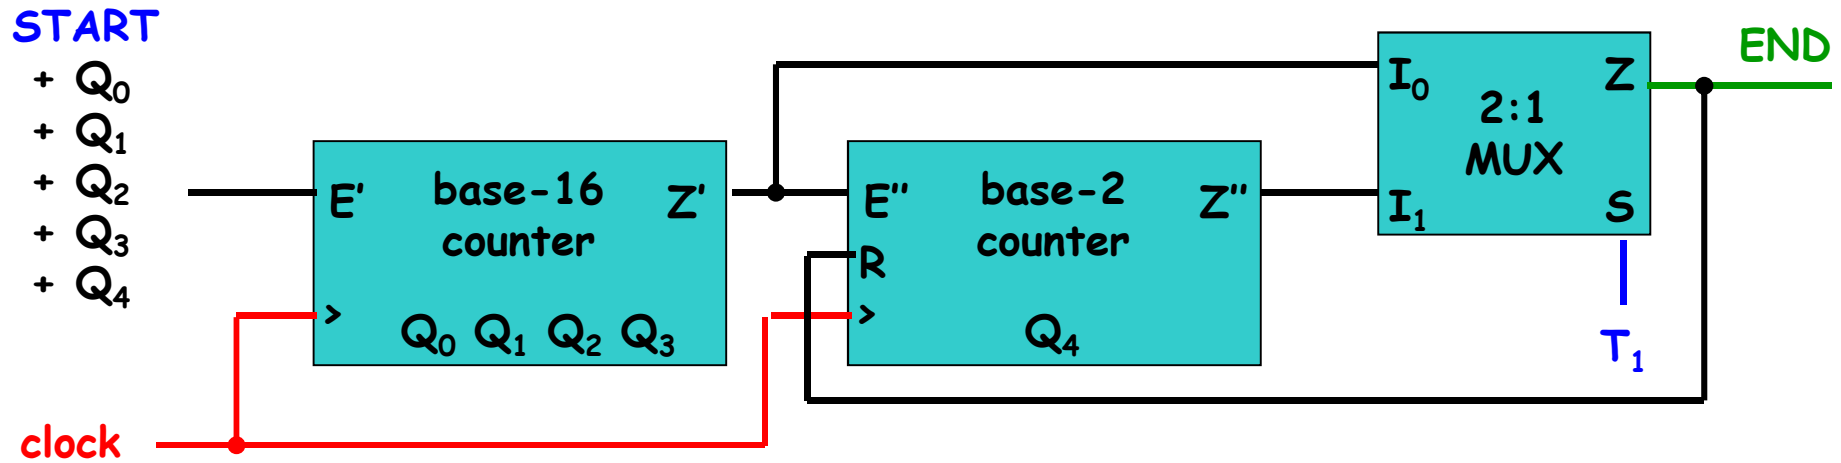 START
+ Q₀
+ Q₁
+ Q₂
+ Q₃
+ Q₄
E' base-16 counter Z'
>
Q₀ Q₁ Q₂ Q₃
E'' base-2 counter Z''
R
>
Q₄
I₀ Z
2:1
MUX
I₁ S
T₁
END
clock